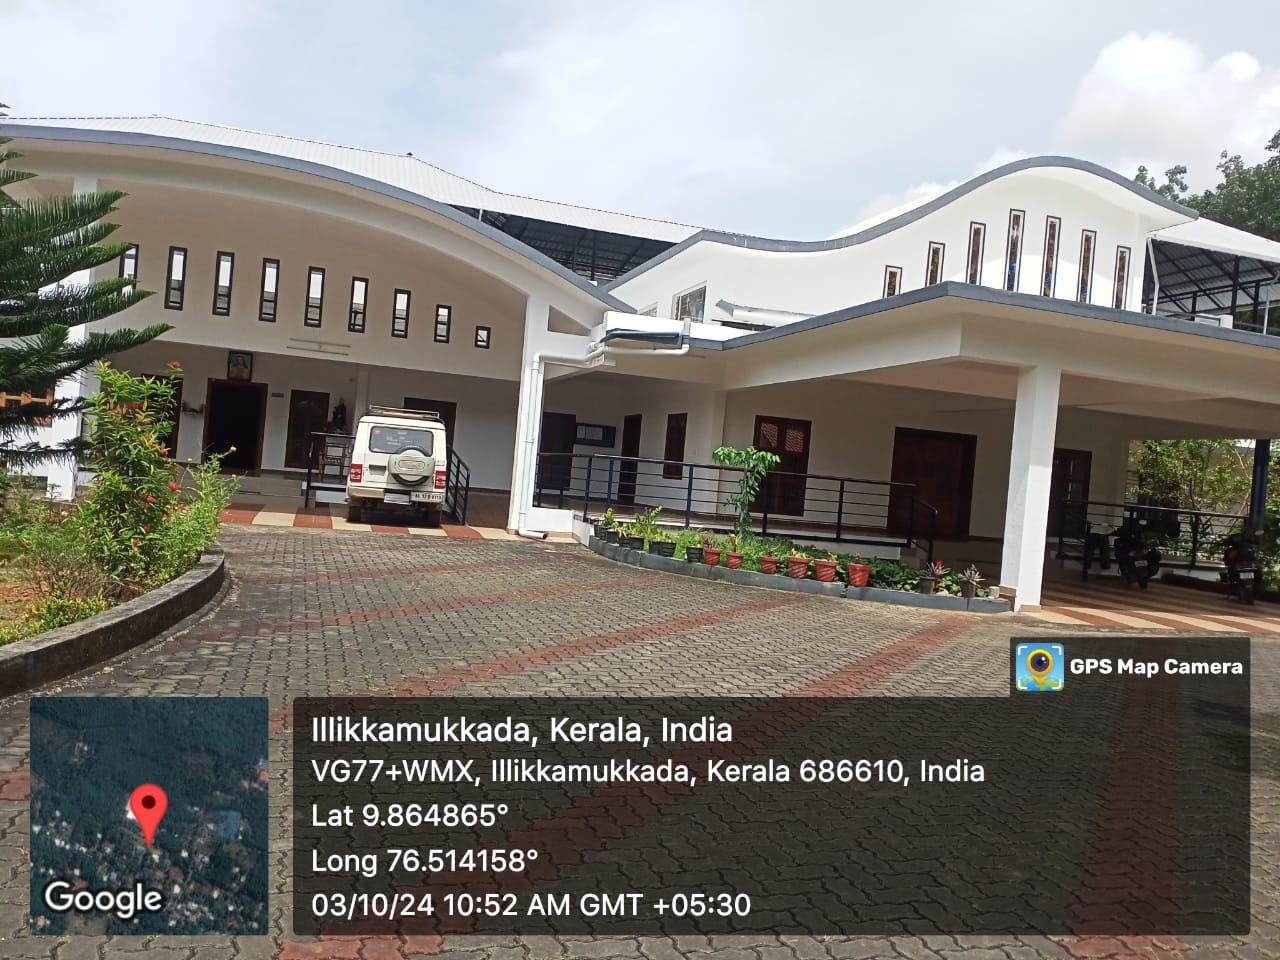 GPS Map Camera
Illikkamukkada, Kerala, India
VG77+WMX, Illikkamukkada, Kerala 686610, India
Lat 9.864865°
Long 76.514158°
03/10/24 10:52 AM GMT +05:30
Google